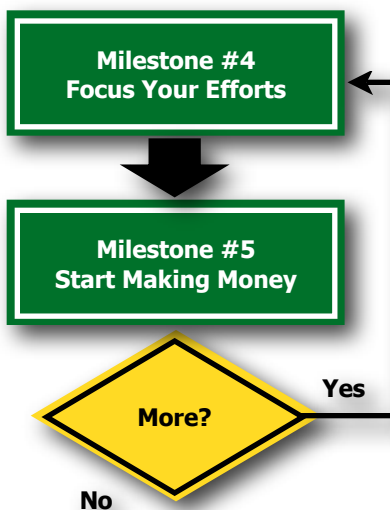 Milestone #4
Focus Your Efforts
Milestone #5
Start Making Money
More?
Yes
No